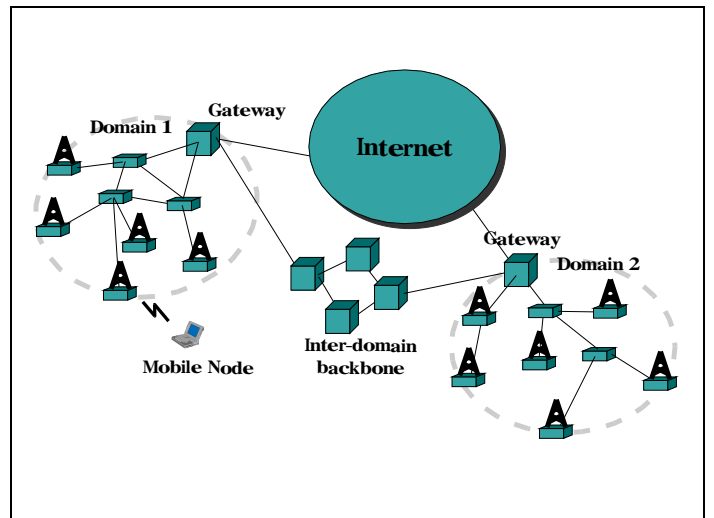 Gateway
Domain 1
Internet
Gateway
Domain 2
Inter-domain
backbone
Mobile Node